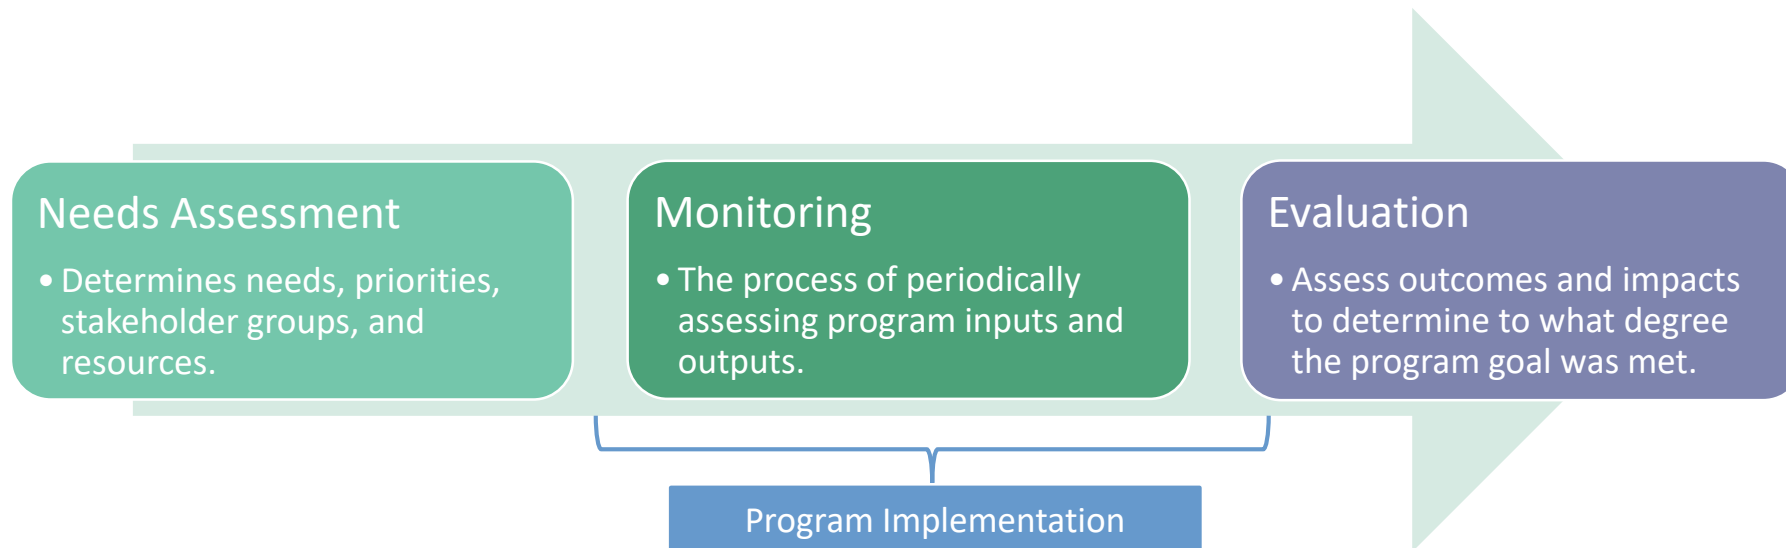 Needs Assessment
• Determines needs, priorities,
stakeholder groups, and
resources.
Monitoring
• The process of periodically
assessing program inputs and
outputs.
Evaluation
• Assess outcomes and impacts
to determine to what degree
the program goal was met.
Program Implementation